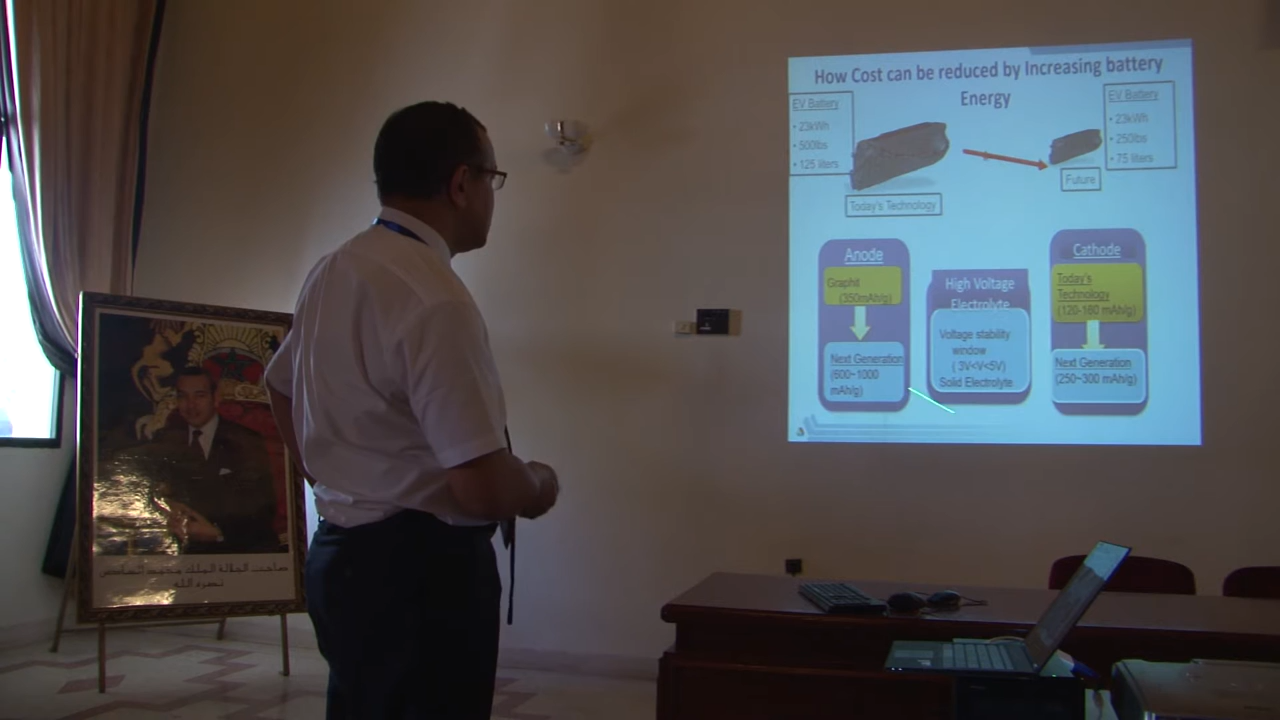 How Cost can be reduced by Increasing battery
Energy
EV Battery
• 23kWh
• 500lbs
• 125 liters
Today's Technology
EV Battery
• 23kWh
• 250lbs
• 75 liters
Future
Anode
Graphit
(350mAh/g)
Next Generation
(600~1000
mAh/g)
High Voltage
Electrolyte
Voltage stability
window
( 3V<V<5V)
Solid Electrolyte
Cathode
Today's
Technology
(120-160 mAh/g)
Next Generation
(250~300 mAh/g)
صاحب الجلالة الملك محمد السادس
نصره الله